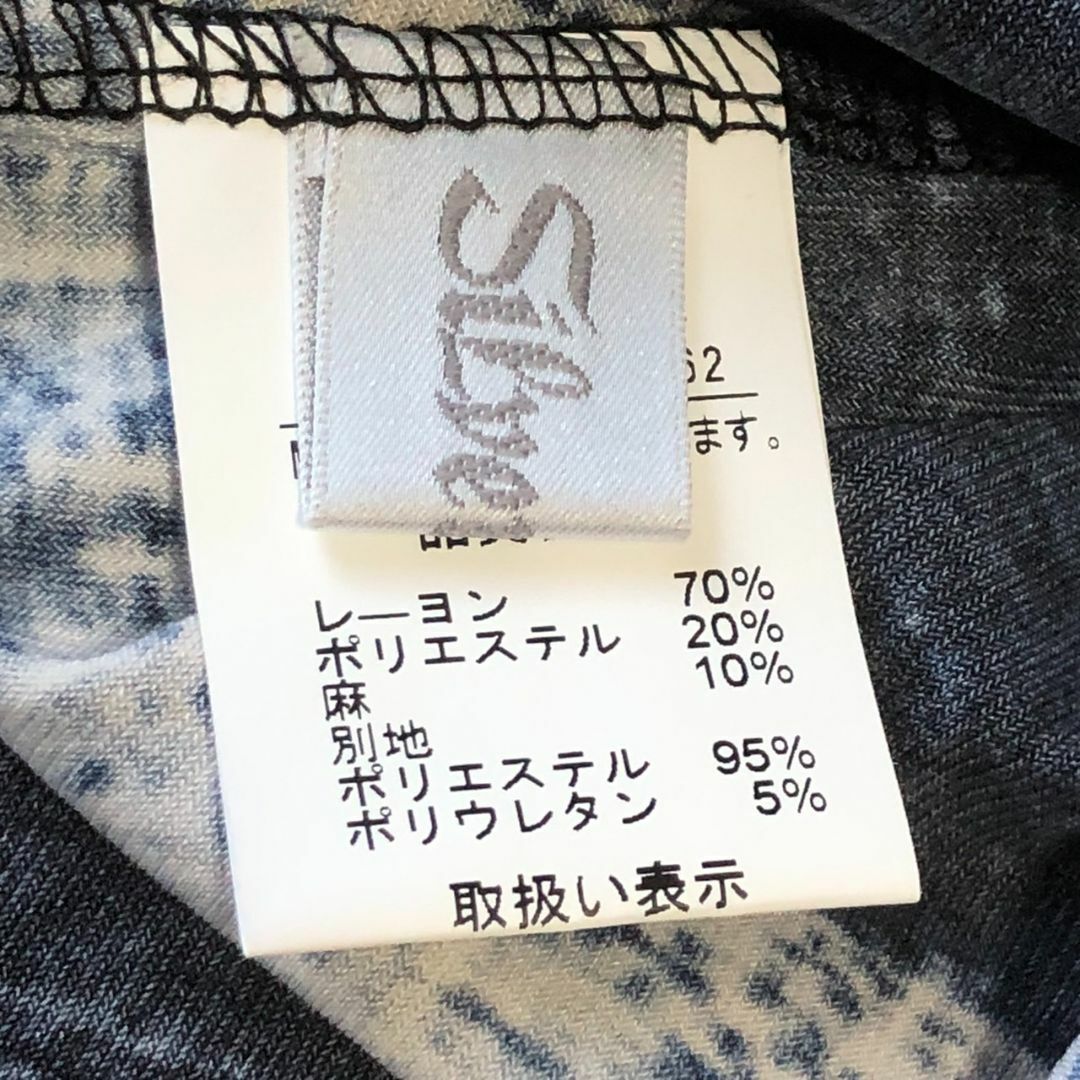 Silve
62
ます。
レーヨン 70%
ポリエステル 20%
麻 10%
別地
ポリエステル 95%
ポリウレタン 5%
取扱い表示